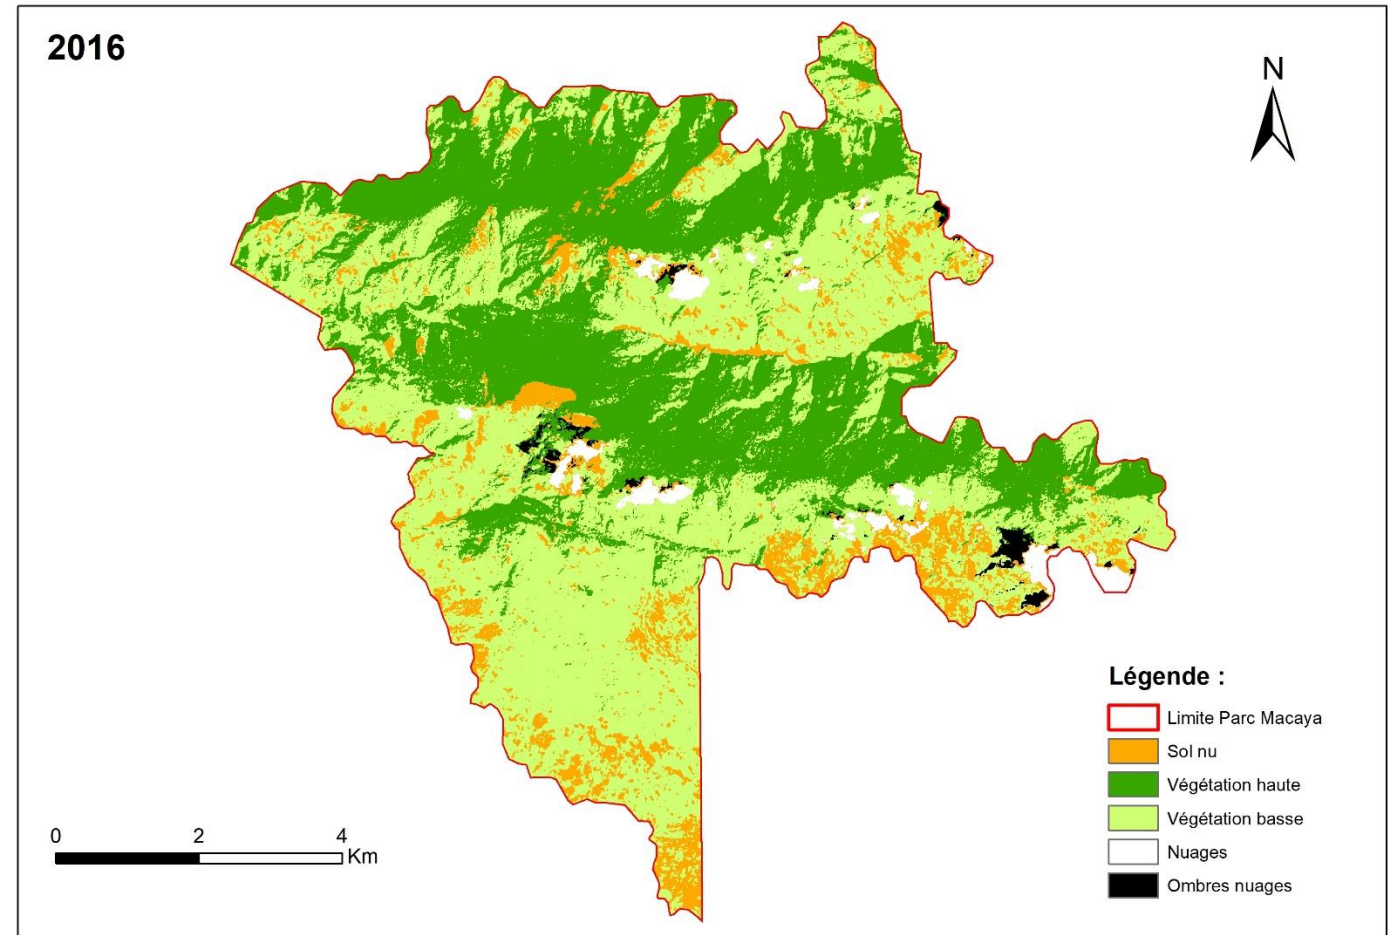 2016
N
Légende :
Limite Parc Macaya
Sol nu
Végétation haute
Végétation basse
Nuages
Ombres nuages
0 2 4
Km